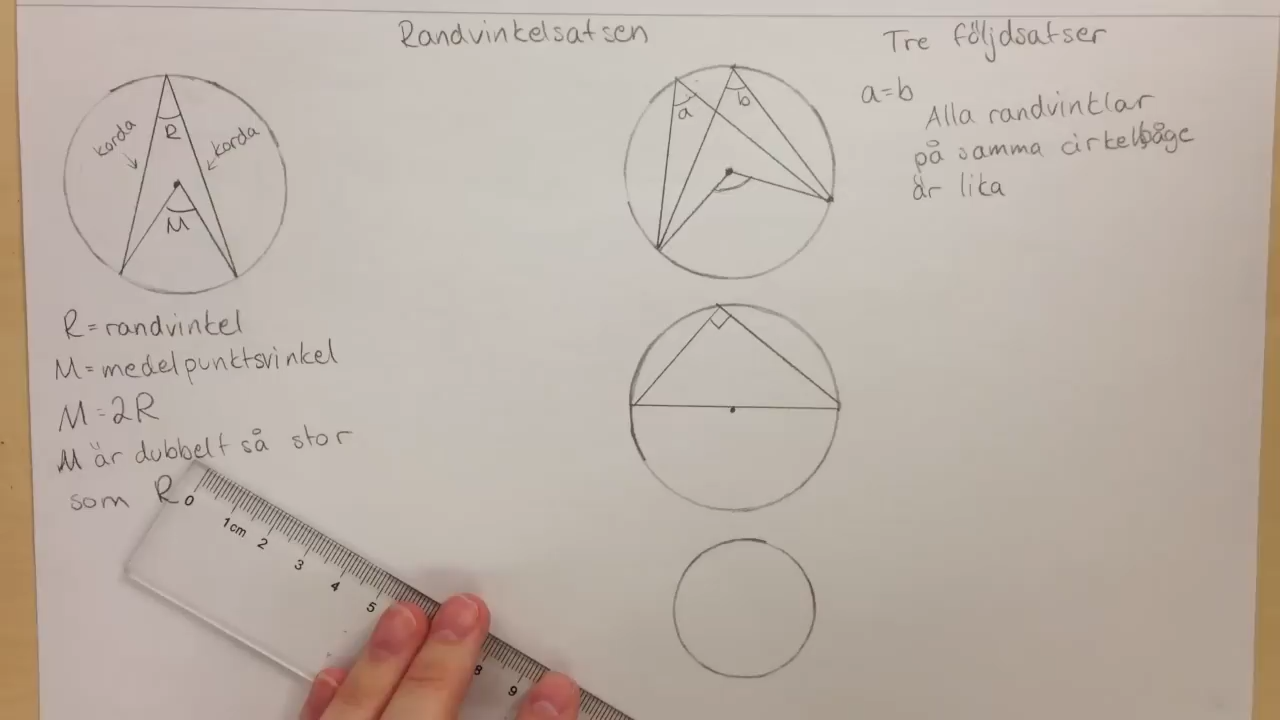 Randvinkelsatsen
Tre följdsatser
korda
korda
R
M
R = randvinkel
M = medelpunktsvinkel
M = 2R
M är dubbelt så stor
som R
a
b
a=b
Alla randvinklar
på samma cirkelbåge
är lika
0
1cm
2
3
4
5
8
9